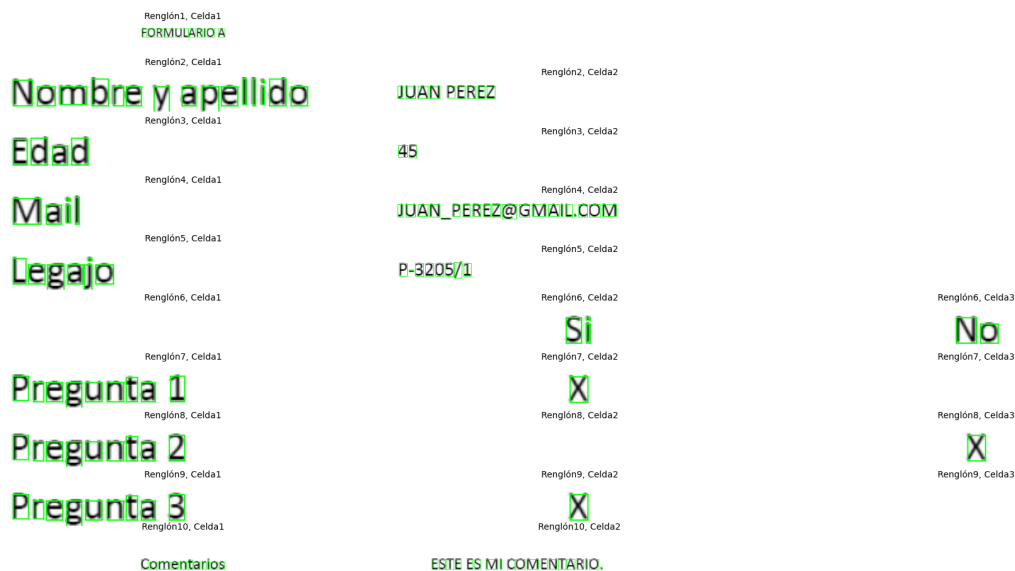 Renglón1, Celda1
FORMULARIO A
Renglón2, Celda1 Renglón2, Celda2
Nombre y apellido JUAN PEREZ
Renglón3, Celda1 Renglón3, Celda2
Edad 45
Renglón4, Celda1 Renglón4, Celda2
Mail JUAN_PEREZ@GMAIL.COM
Renglón5, Celda1 Renglón5, Celda2
Legajo P-3205/1
Renglón6, Celda1 Renglón6, Celda2 Renglón6, Celda3
Si No
Renglón7, Celda1 Renglón7, Celda2 Renglón7, Celda3
Pregunta 1 X
Renglón8, Celda1 Renglón8, Celda2 Renglón8, Celda3
Pregunta 2 X
Renglón9, Celda1 Renglón9, Celda2 Renglón9, Celda3
Pregunta 3 X
Renglón10, Celda1 Renglón10, Celda2
Comentarios ESTE ES MI COMENTARIO.